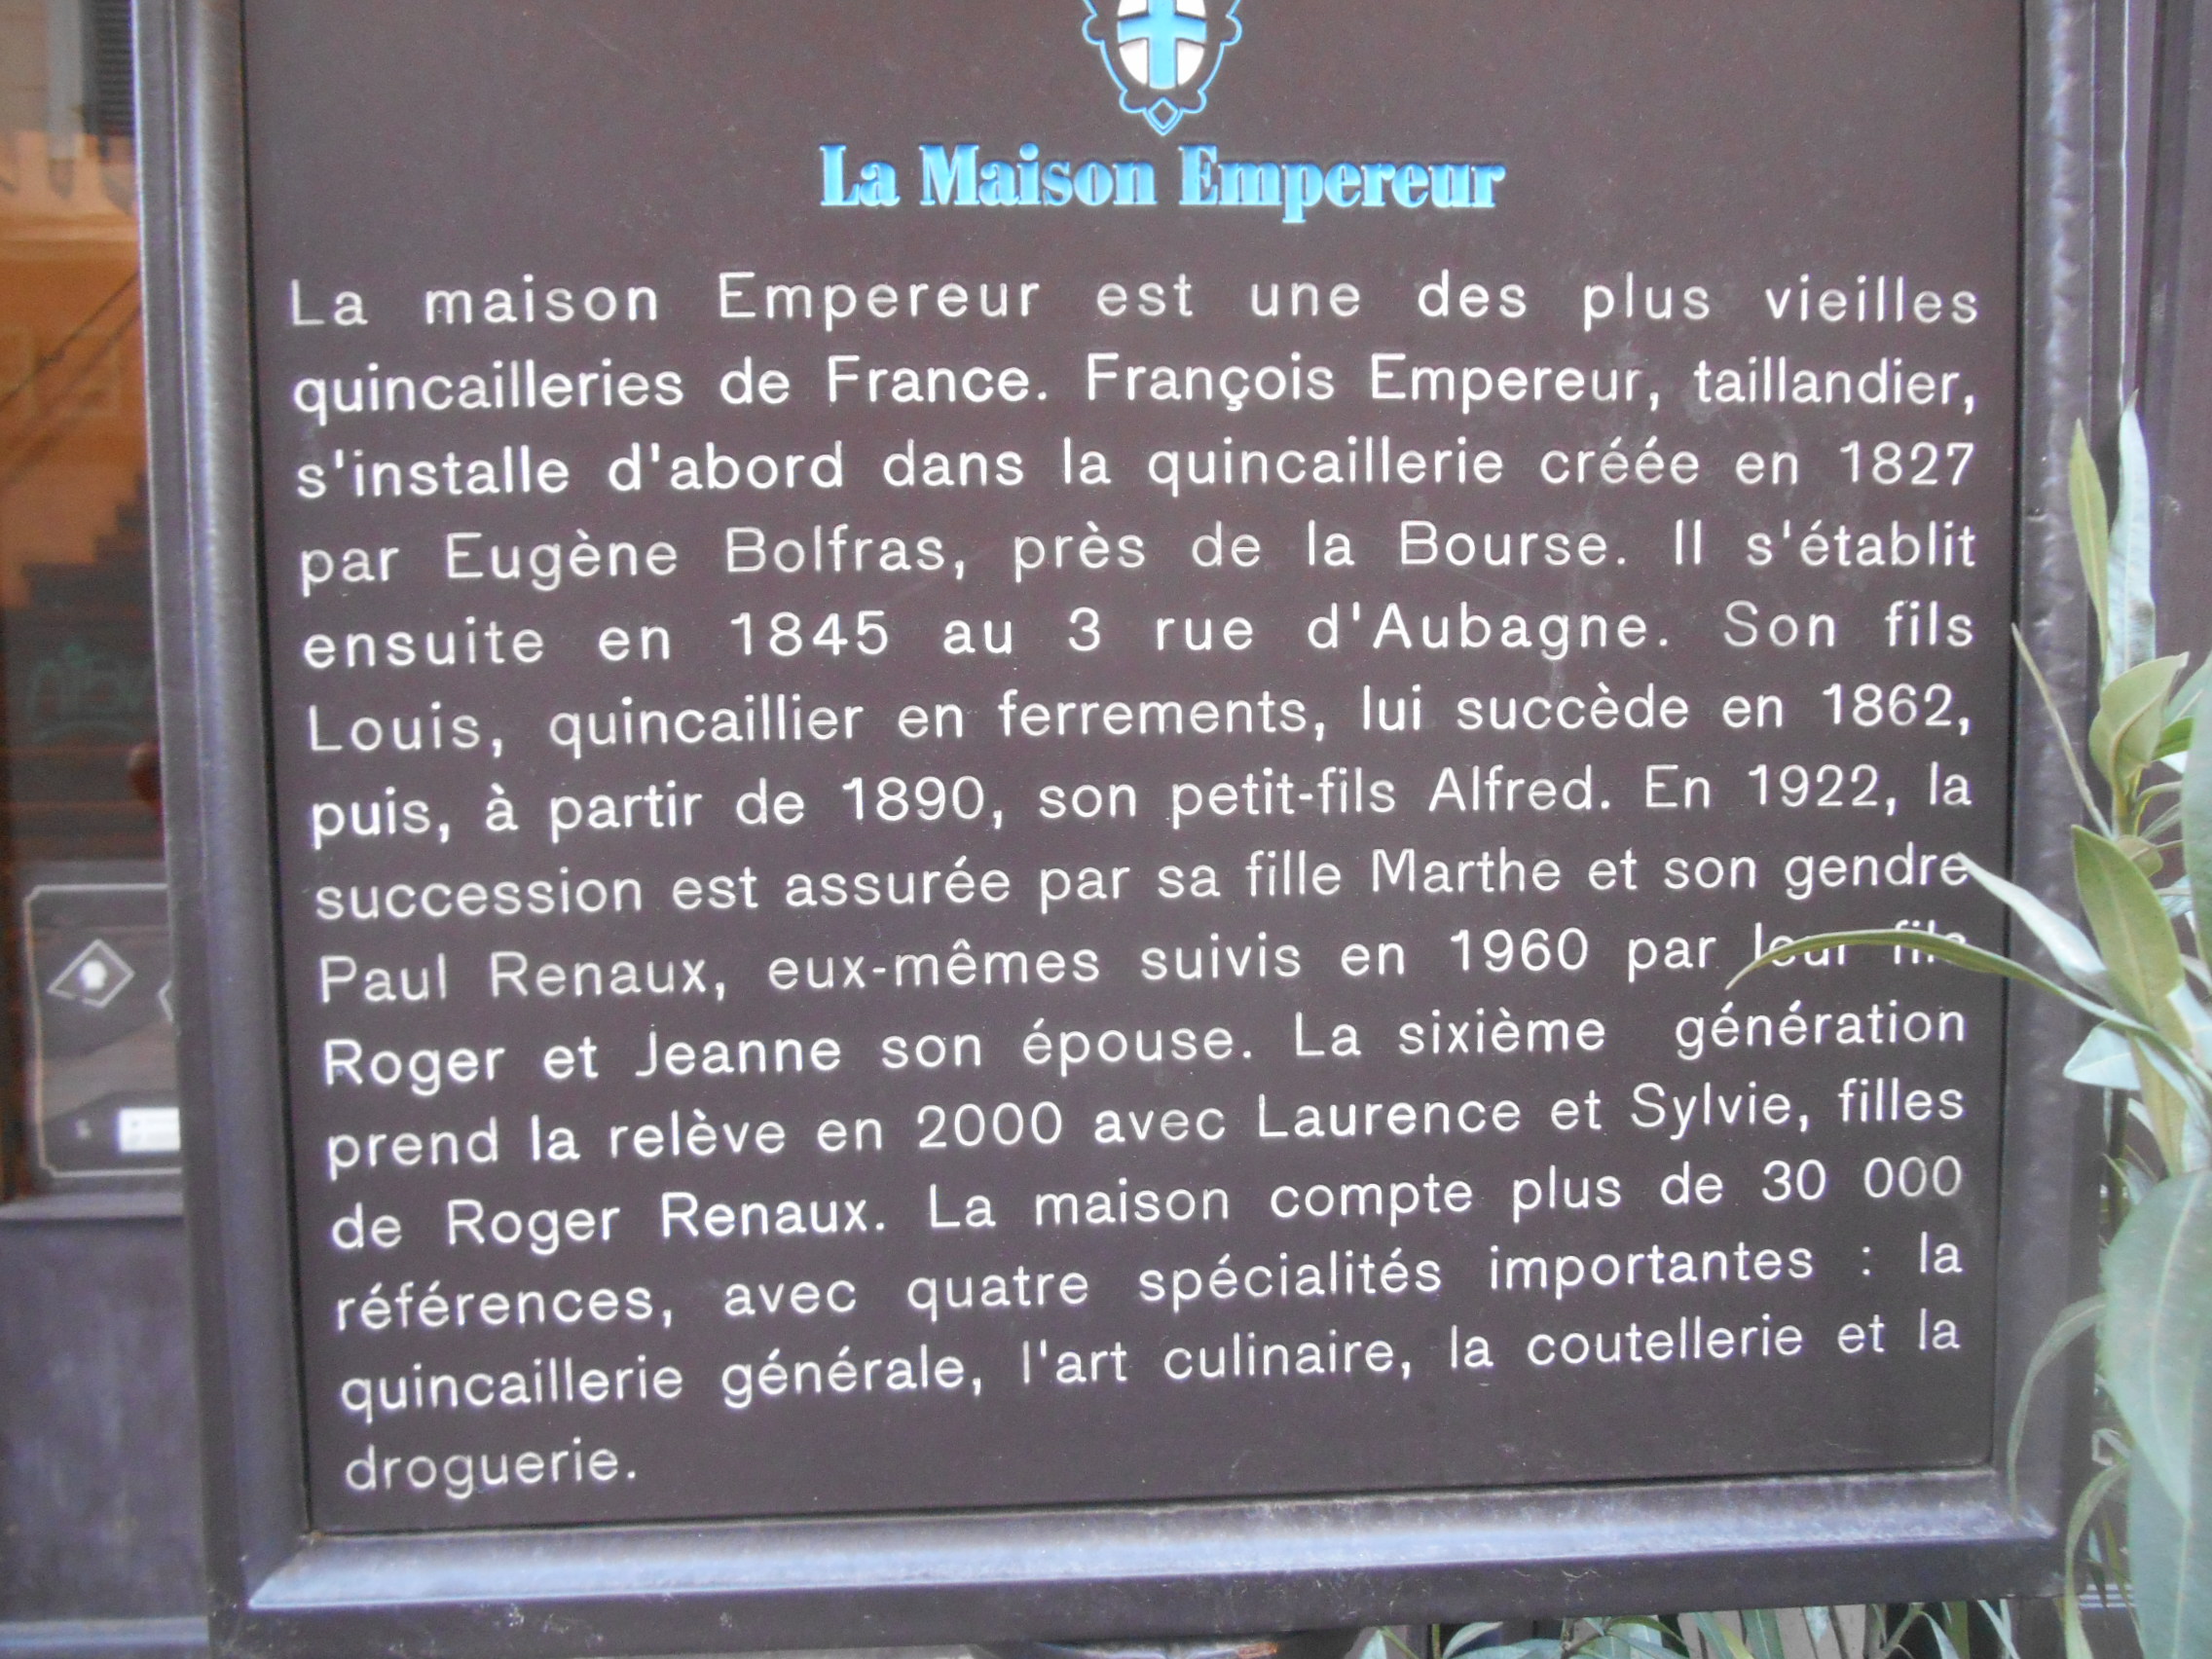 La Maison Empereur
La maison Empereur est une des plus vieilles
quincailleries de France. François Empereur, taillandier,
s'installe d'abord dans la quincaillerie créée en 1827
par Eugène Bolfras, près de la Bourse. Il s'établit
ensuite en 1845 au 3 rue d'Aubagne. Son fils
Louis, quincaillier en ferrements, lui succède en 1862,
puis, à partir de 1890, son petit-fils Alfred. En 1922, la
succession est assurée par sa fille Marthe et son gendre
Paul Renaux, eux-mêmes suivis en 1960 par leur fils
Roger et Jeanne son épouse. La sixième génération
prend la relève en 2000 avec Laurence et Sylvie, filles
de Roger Renaux. La maison compte plus de 30 000
références, avec quatre spécialités importantes : la
quincaillerie générale, l'art culinaire, la coutellerie et la
droguerie.